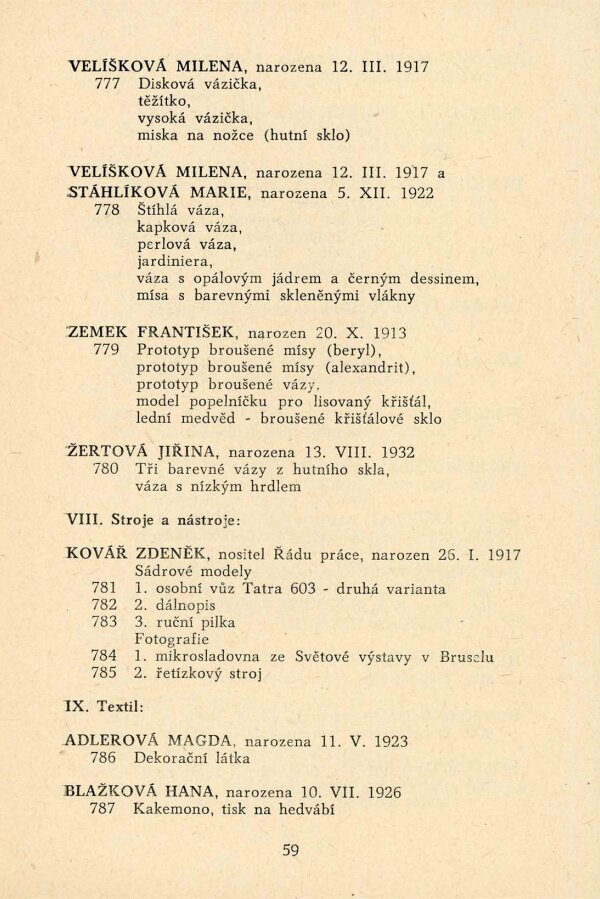 VELÍŠKOVÁ MILENA, narozena 12. III. 1917
777 Disková vázička,
těžítko,
vysoká vázička,
miska na nožce (hutní sklo)
VELÍŠKOVÁ MILENA, narozena 12. III. 1917 a
STÁHLÍKOVÁ MARIE, narozena 5. XII. 1922
778 Štíhlá váza,
kapková váza,
perlová váza,
jardiniera,
váza s opálovým jádrem a černým dessinem,
mísa s barevnými skleněnými vlákny
ZEMEK FRANTIŠEK, narozen 20. X. 1913
779 Prototyp broušené mísy (beryl),
prototyp broušené mísy (alexandrit),
prototyp broušené vázy,
model popelníčku pro lisovaný křišťál,
lední medvěd - broušené křišťálové sklo
ŽERTOVÁ JIŘINA, narozena 13. VIII. 1932
780 Tři barevné vázy z hutního skla,
váza s nízkým hrdlem
VIII. Stroje a nástroje:
KOVÁŘ ZDENĚK, nositel Řádu práce, narozen 26. I. 1917
Sádrové modely
781 1. osobní vůz Tatra 603 - druhá varianta
782 2. dálnopis
783 3. ruční pilka
Fotografie
784 1. mikrosladovna ze Světové výstavy v Bruselu
785 2. řetízkový stroj
IX. Textil:
ADLEROVÁ MAGDA, narozena 11. V. 1923
786 Dekorační látka
BLAŽKOVÁ HANA, narozena 10. VII. 1926
787 Kakemono, tisk na hedvábí
59